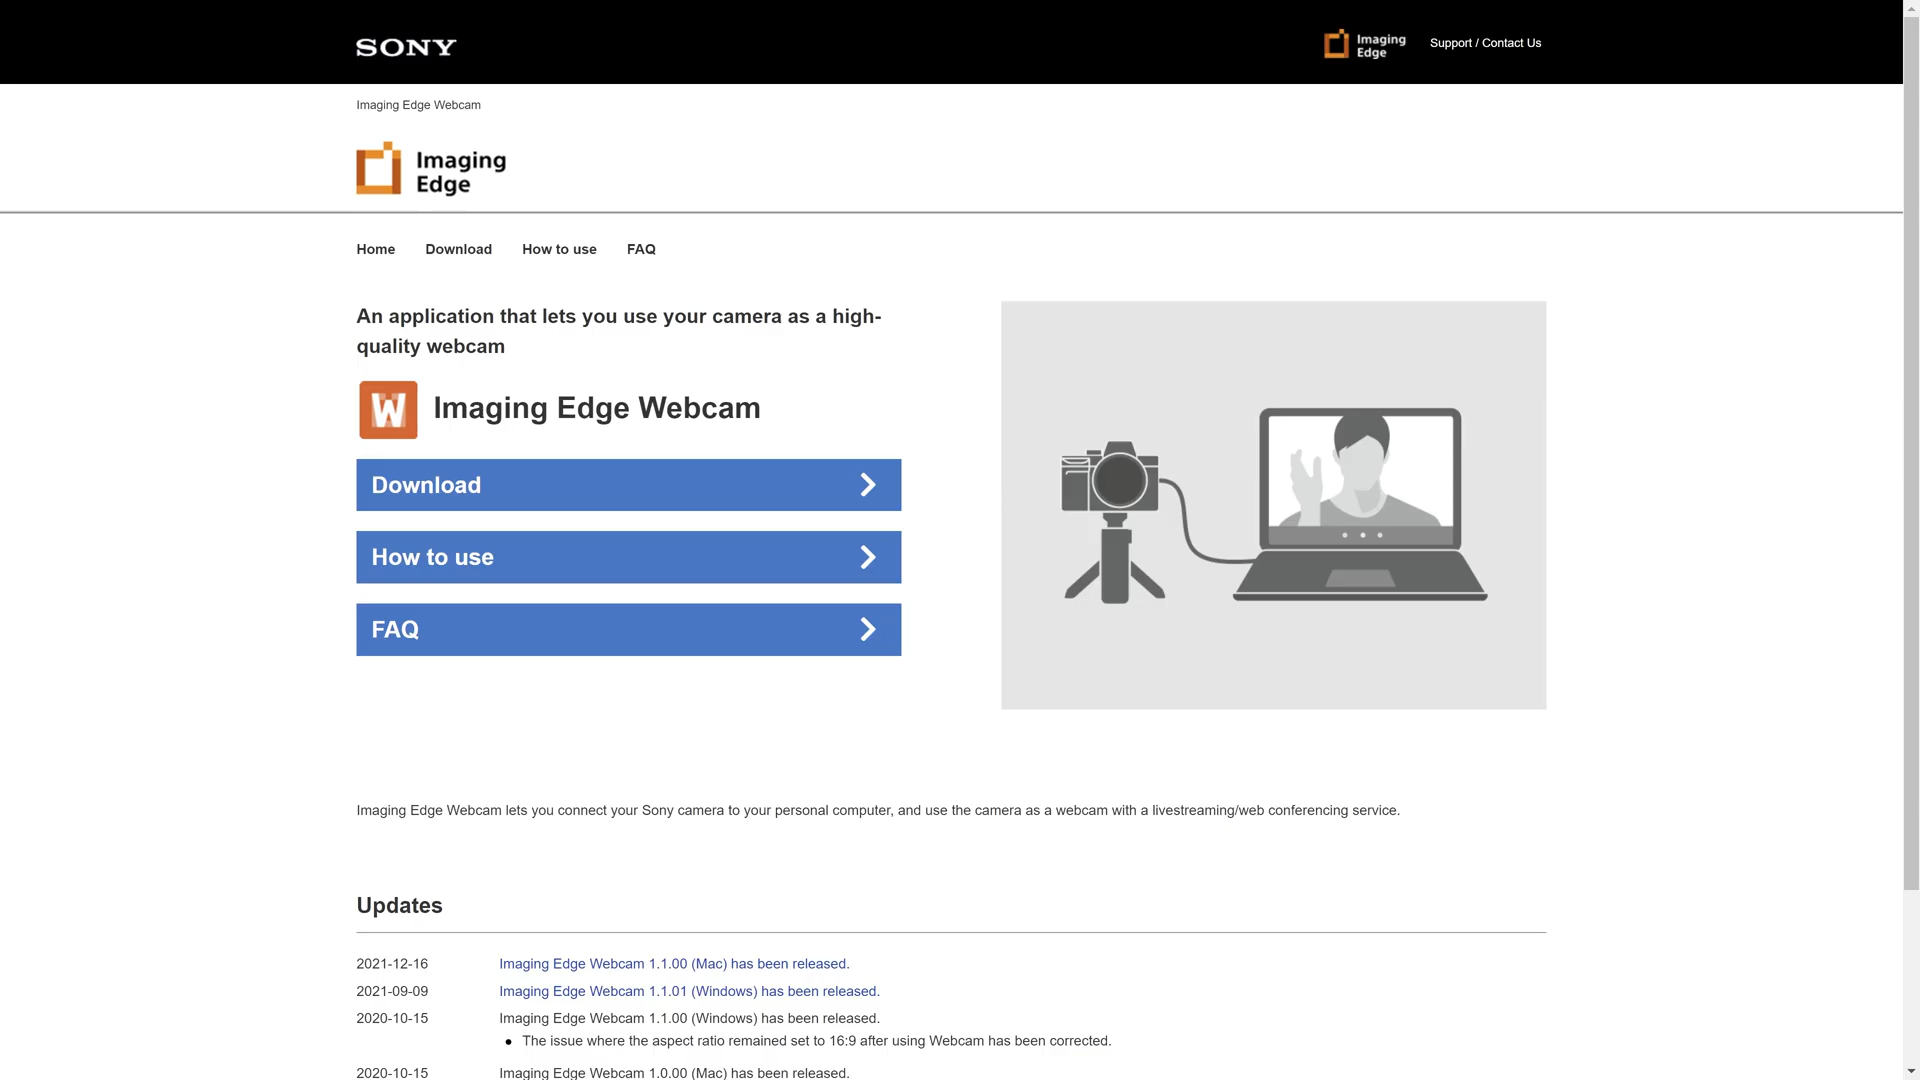 SONY
Imaging
Edge
Support / Contact Us
Imaging Edge Webcam
Imaging
Edge
Home
Download
How to use
FAQ
An application that lets you use your camera as a high-
quality webcam
W
Imaging Edge Webcam
Download
How to use
FAQ
Imaging Edge Webcam lets you connect your Sony camera to your personal computer, and use the camera as a webcam with a livestreaming/web conferencing service.
Updates
2021-12-16 Imaging Edge Webcam 1.1.00 (Mac) has been released.
2021-09-09 Imaging Edge Webcam 1.1.01 (Windows) has been released.
2020-10-15 Imaging Edge Webcam 1.1.00 (Windows) has been released.
• The issue where the aspect ratio remained set to 16:9 after using Webcam has been corrected.
2020-10-15 Imaging Edge Webcam 1.0.00 (Mac) has been released.